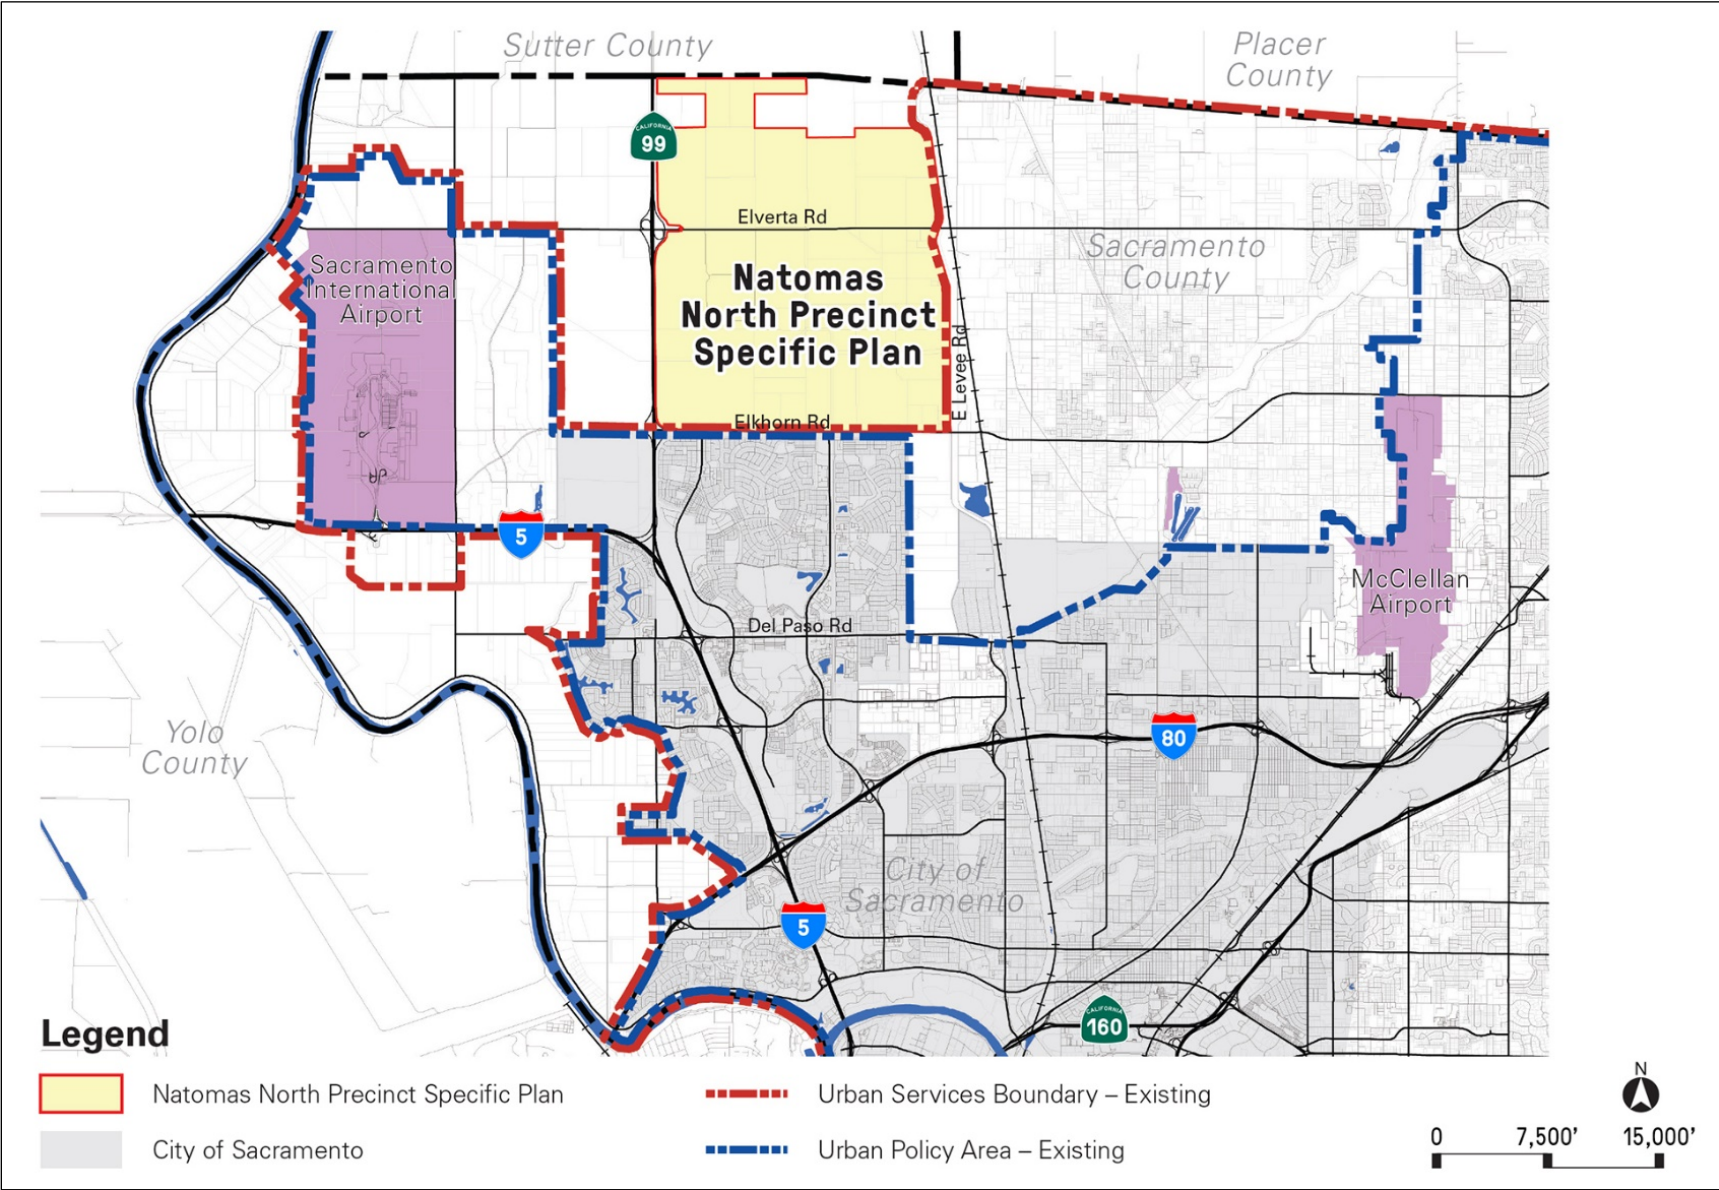 Sutter County
Placer
County
CALIFORNIA
99
Elverta Rd
Sacramento
County
Sacramento
International
Airport
Natomas
North Precinct
Specific Plan
E Levee Rd
Elkhorn Rd
5
McClellan
Airport
Del Paso Rd
Yolo
County
80
City of
Sacramento
5
CALIFORNIA
160
Legend
Natomas North Precinct Specific Plan
City of Sacramento
Urban Services Boundary – Existing
Urban Policy Area – Existing
N
0 7,500’ 15,000’